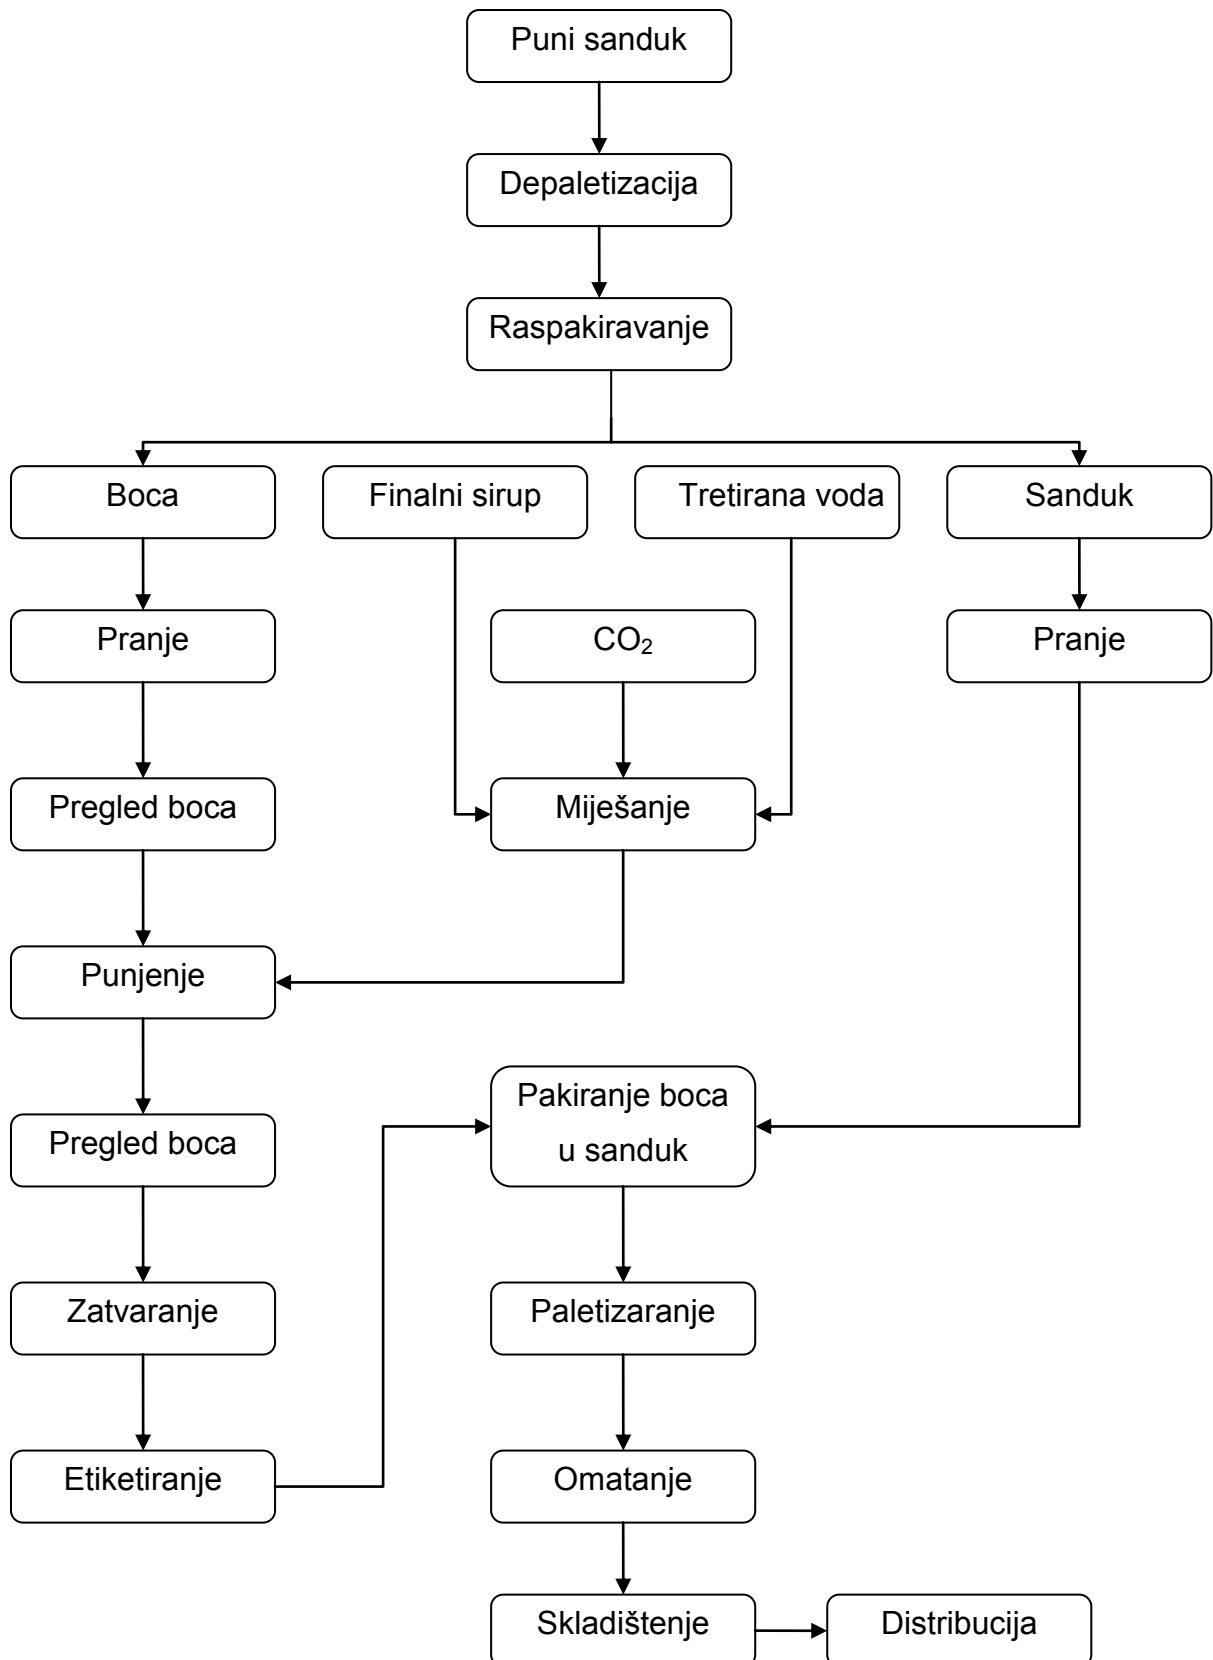 Puni sanduk
Depaletizacija
Raspakiravanje
Boca
Finalni sirup
Tretirana voda
Sanduk
Pranje
CO₂
Pranje
Pregled boca
Miješanje
Punjenje
Pregled boca
Pakiranje boca
u sanduk
Zatvaranje
Paletizaranje
Etiketiranje
Omatanje
Skladištenje
Distribucija